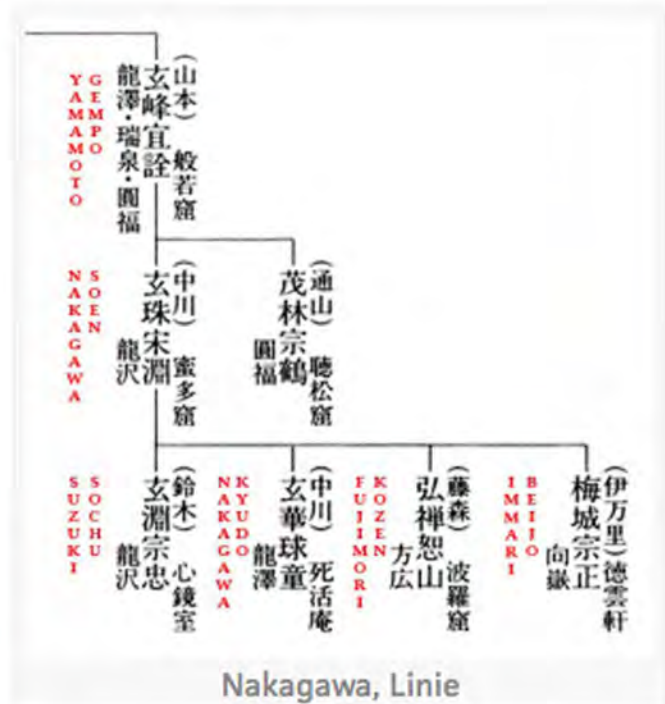 (山本) 般若窟
玄峰宜詮
龍澤・瑞泉・圓福
GEMPO
YAMAMOTO
(通山) 聴松窟
茂林宗鶴
圓福
(中川) 蜜多窟
玄珠宋淵
龍沢
SOEN
NAKAGAWA
(伊万里)徳雲軒
梅城宗正
向嶽
BEIJO
IMMARI
(藤森) 波羅窟
弘禅恕山
方広
KOZEN
FUJIMORI
(中川) 死活庵
玄華球童
龍澤
KYUDO
NAKAGAWA
(鈴木) 心鏡室
玄淵宗忠
龍沢
SOCHU
SUZUKI
Nakagawa, Linie